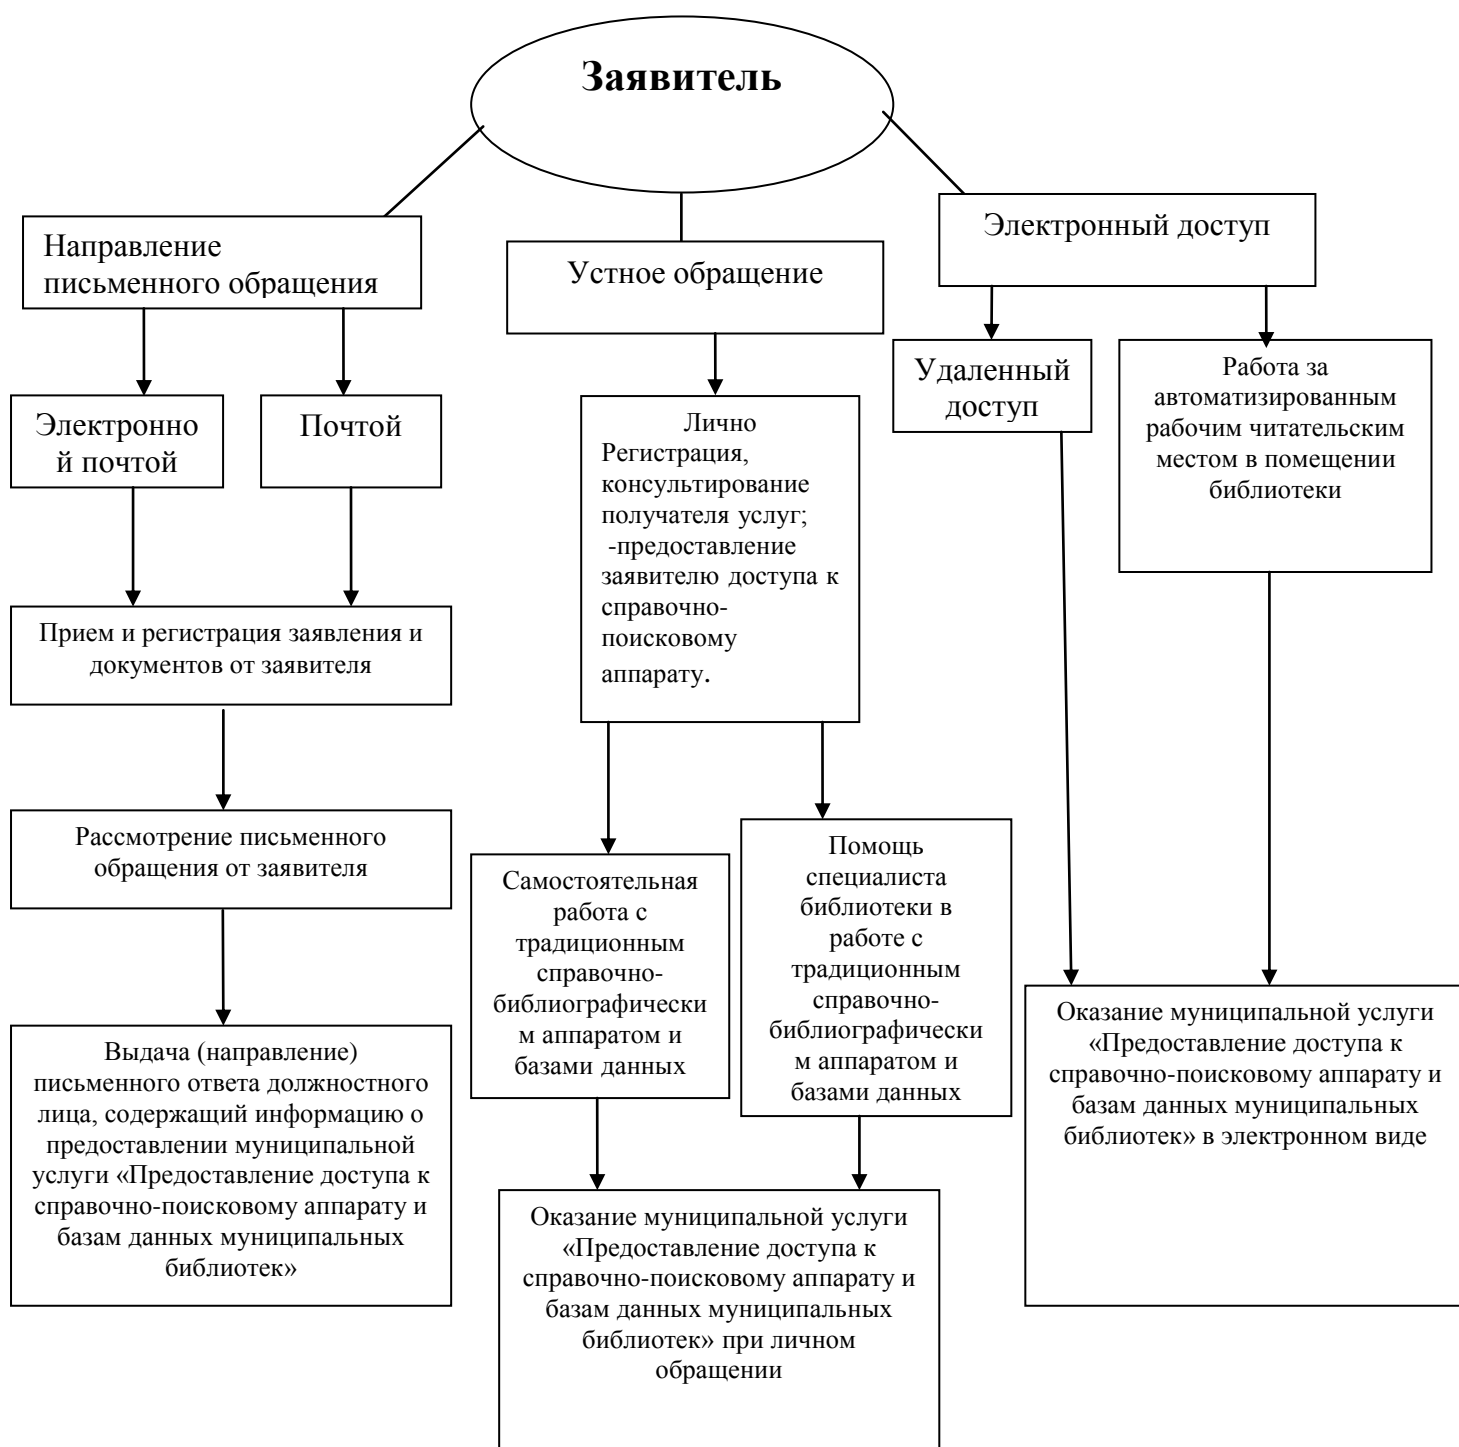 Заявитель
Направление
письменного обращения
Устное обращение
Электронный доступ
Электронно
й почтой
Почтой
Лично
Регистрация,
консультирование
получателя услуг;
-предоставление
заявителю доступа к
справочно-
поисковому
аппарату.
Удаленный
доступ
Работа за
автоматизированным
рабочим читательским
местом в помещении
библиотеки
Прием и регистрация заявления и
документов от заявителя
Рассмотрение письменного
обращения от заявителя
Самостоятельная
работа с
традиционным
справочно-
библиографически
м аппаратом и
базами данных
Помощь
специалиста
библиотеки в
работе с
традиционным
справочно-
библиографически
м аппаратом и
базами данных
Выдача (направление)
письменного ответа должностного
лица, содержащий информацию о
предоставлении муниципальной
услуги «Предоставление доступа к
справочно-поисковому аппарату и
базам данных муниципальных
библиотек»
Оказание муниципальной услуги
«Предоставление доступа к
справочно-поисковому аппарату и
базам данных муниципальных
библиотек» при личном
обращении
Оказание муниципальной услуги
«Предоставление доступа к
справочно-поисковому аппарату и
базам данных муниципальных
библиотек» в электронном виде